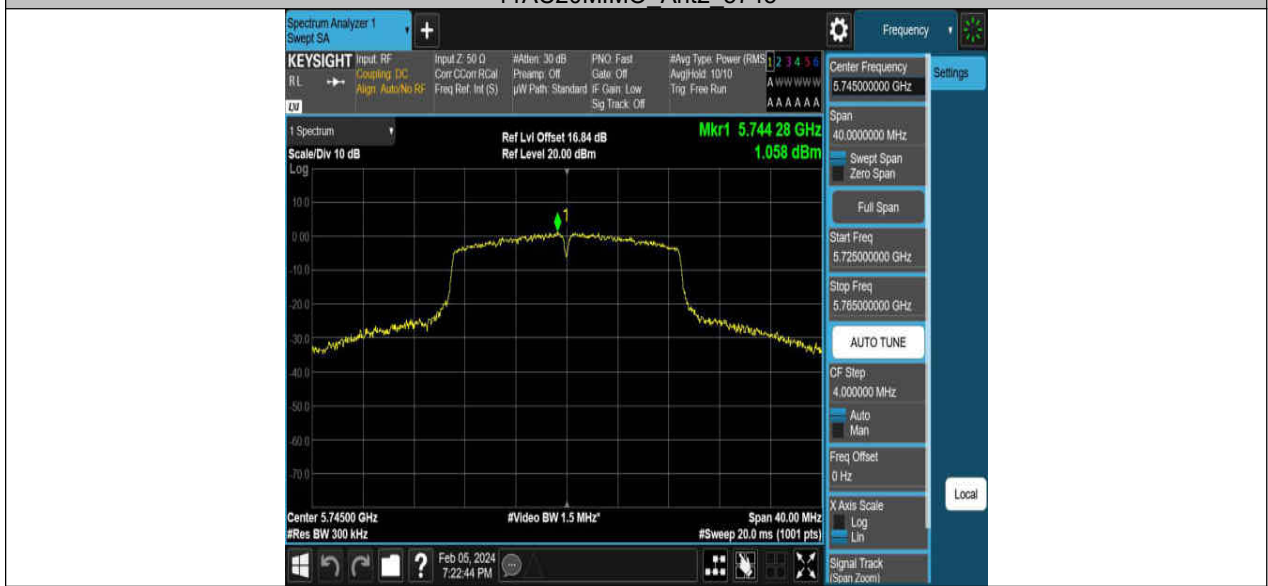 11AC20MIMO_Ant2_5745
Spectrum Analyzer 1
Swept SA
+
Frequency
KEYSIGHT
RL
LXI
Input: RF
Coupling: DC
Align: Auto/No RF
Input Z: 50 Ω
Corr CCorr RCal
Freq Ref: Int (S)
#Atten: 30 dB
Preamp: Off
µW Path: Standard
PNO: Fast
Gate: Off
IF Gain: Low
Sig Track: Off
#Avg Type: Power (RMS
Avg|Hold: 10/10
Trig: Free Run
1 2 3 4 5 6
A W W W W W
A A A A A A
1 Spectrum
Scale/Div 10 dB
Log
Ref Lvl Offset 16.84 dB
Ref Level 20.00 dBm
Mkr1 5.744 28 GHz
1.058 dBm
10.0
0.00
-10.0
-20.0
-30.0
-40.0
-50.0
-60.0
-70.0
1
Center 5.74500 GHz
#Res BW 300 kHz
#Video BW 1.5 MHz*
Span 40.00 MHz
#Sweep 20.0 ms (1001 pts)
Feb 05, 2024
7:22:44 PM
?
Center Frequency
5.745000000 GHz
Settings
Span
40.0000000 MHz
Swept Span
Zero Span
Full Span
Start Freq
5.725000000 GHz
Stop Freq
5.765000000 GHz
AUTO TUNE
CF Step
4.000000 MHz
Auto
Man
Freq Offset
0 Hz
X Axis Scale
Log
Lin
Local
Signal Track
(Span Zoom)